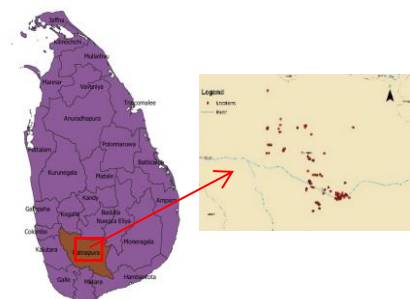 Jaffna
Kilinochchi
Mullaitivu
Mannar
Vavuniya
Trincomalee
Anuradhapura
Puttalam
Polonnaruwa
Batticaloa
Kurunegala
Matale
Ampara
Kandy
Gampaha
Kegalle
Badulla
Nuwara Eliya
Colombo
Ratnapura
Monaragala
Kalutara
Galle
Matara
Hambantota
Legend
Locations
River